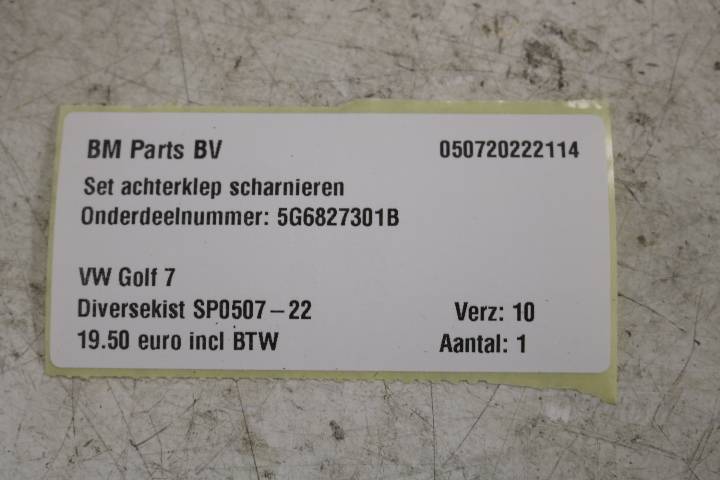 BM Parts BV 050720222114
Set achterklep scharnieren
Onderdeelnummer: 5G6827301B
VW Golf 7
Diversekist SP0507-22 Verz: 10
19.50 euro incl BTW Aantal: 1